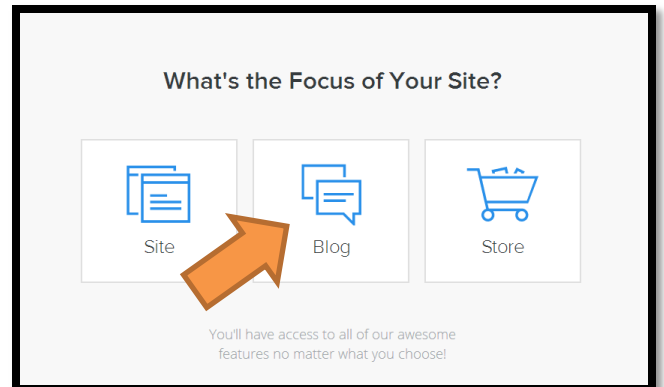 What's the Focus of Your Site?
Site
Blog
Store
You'll have access to all of our awesome
features no matter what you choose!